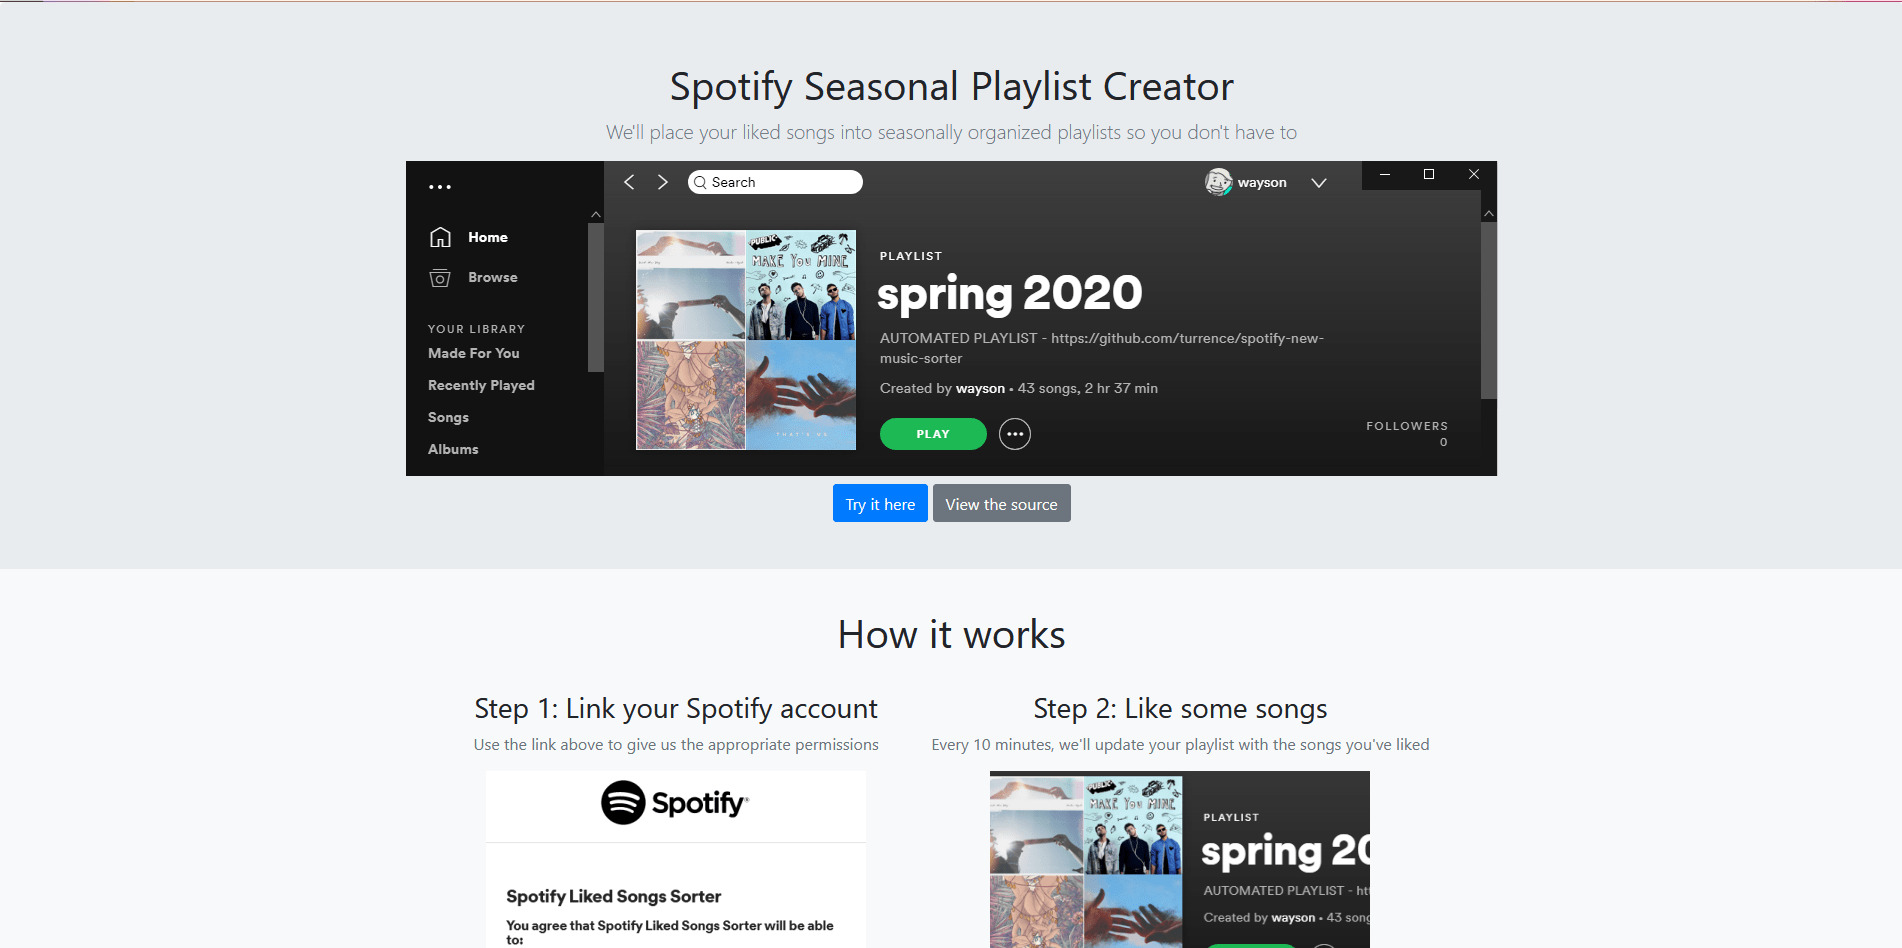 Spotify Seasonal Playlist Creator
We'll place your liked songs into seasonally organized playlists so you don't have to
Search
wayson
Home
Browse
YOUR LIBRARY
Made For You
Recently Played
Songs
Albums
PUBLIC
MAKE YOU MINE
THAT'S US
PLAYLIST
spring 2020
AUTOMATED PLAYLIST - https://github.com/turrence/spotify-new-
music-sorter
Created by wayson • 43 songs, 2 hr 37 min
PLAY
FOLLOWERS
0
Try it here
View the source
How it works
Step 1: Link your Spotify account
Use the link above to give us the appropriate permissions
Spotify
Spotify Liked Songs Sorter
You agree that Spotify Liked Songs Sorter will be able
to:
Step 2: Like some songs
Every 10 minutes, we'll update your playlist with the songs you've liked
PUBLIC
MAKE YOU MINE
PLAYLIST
spring 20
AUTOMATED PLAYLIST - ht
Created by wayson • 43 song